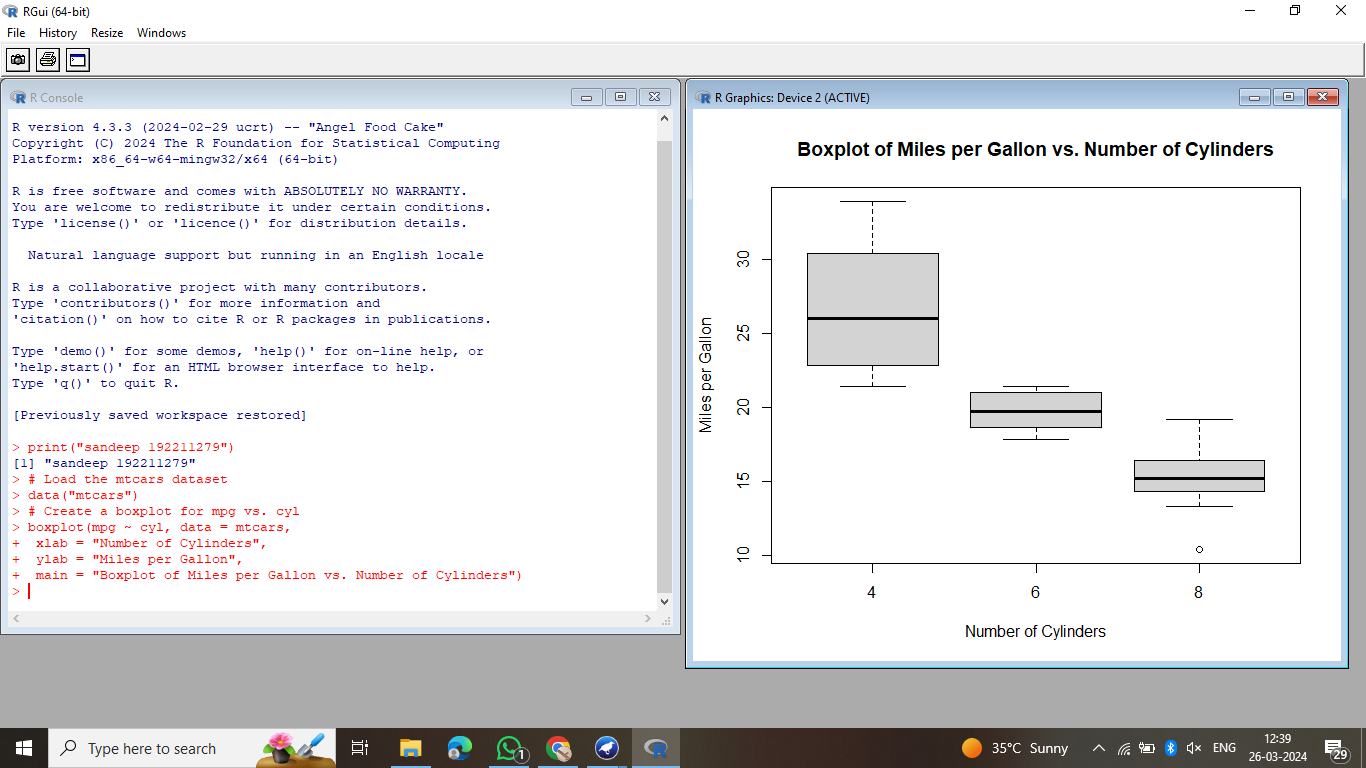 RGui (64-bit)
File History Resize Windows
R Console
R version 4.3.3 (2024-02-29 ucrt) -- "Angel Food Cake"
Copyright (C) 2024 The R Foundation for Statistical Computing
Platform: x86_64-w64-mingw32/x64 (64-bit)
R is free software and comes with ABSOLUTELY NO WARRANTY.
You are welcome to redistribute it under certain conditions.
Type 'license()' or 'licence()' for distribution details.
Natural language support but running in an English locale
R is a collaborative project with many contributors.
Type 'contributors()' for more information and
'citation()' on how to cite R or R packages in publications.
Type 'demo()' for some demos, 'help()' for on-line help, or
'help.start()' for an HTML browser interface to help.
Type 'q()' to quit R.
[Previously saved workspace restored]
> print("sandeep 192211279")
[1] "sandeep 192211279"
> # Load the mtcars dataset
> data("mtcars")
> # Create a boxplot for mpg vs. cyl
> boxplot(mpg ~ cyl, data = mtcars,
+ xlab = "Number of Cylinders",
+ ylab = "Miles per Gallon",
+ main = "Boxplot of Miles per Gallon vs. Number of Cylinders")
>
R Graphics: Device 2 (ACTIVE)
Boxplot of Miles per Gallon vs. Number of Cylinders
Miles per Gallon
30
25
20
15
10
4 6 8
Number of Cylinders
Type here to search
1
35°C Sunny
ENG
12:39
26-03-2024
29